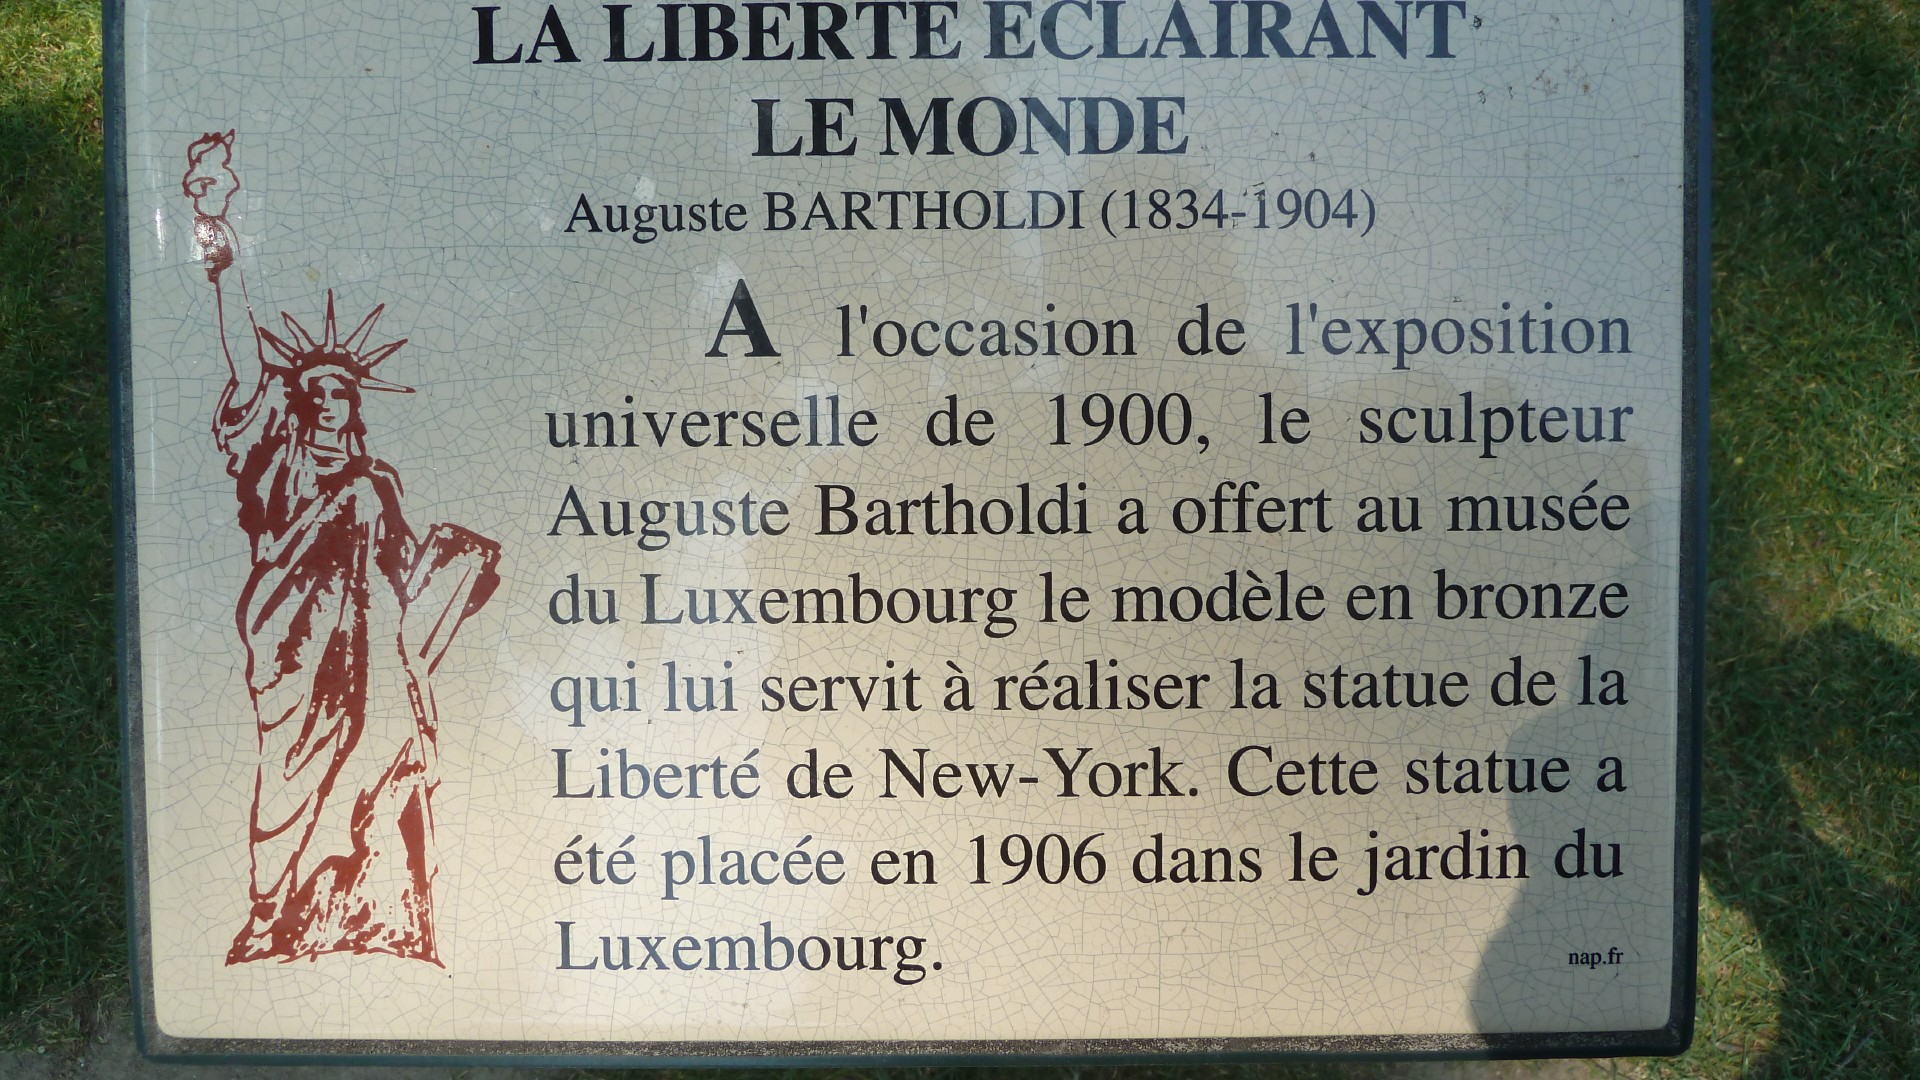 LA LIBERTE ECLAIRANT
LE MONDE
Auguste BARTHOLDI (1834-1904)
A l'occasion de l'exposition
universelle de 1900, le sculpteur
Auguste Bartholdi a offert au musée
du Luxembourg le modèle en bronze
qui lui servit à réaliser la statue de la
Liberté de New-York. Cette statue a
été placée en 1906 dans le jardin du
Luxembourg.
nap.fr